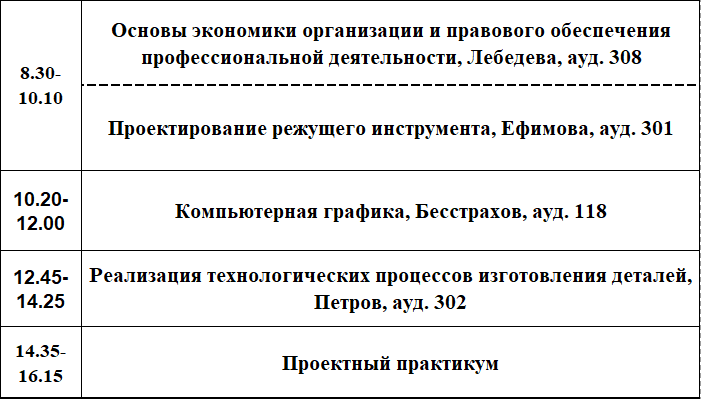 8.30-
10.10
Основы экономики организации и правового обеспечения
профессиональной деятельности, Лебедева, ауд. 308
Проектирование режущего инструмента, Ефимова, ауд. 301
10.20-
12.00
Компьютерная графика, Бесстрахов, ауд. 118
12.45-
14.25
Реализация технологических процессов изготовления деталей,
Петров, ауд. 302
14.35-
16.15
Проектный практикум